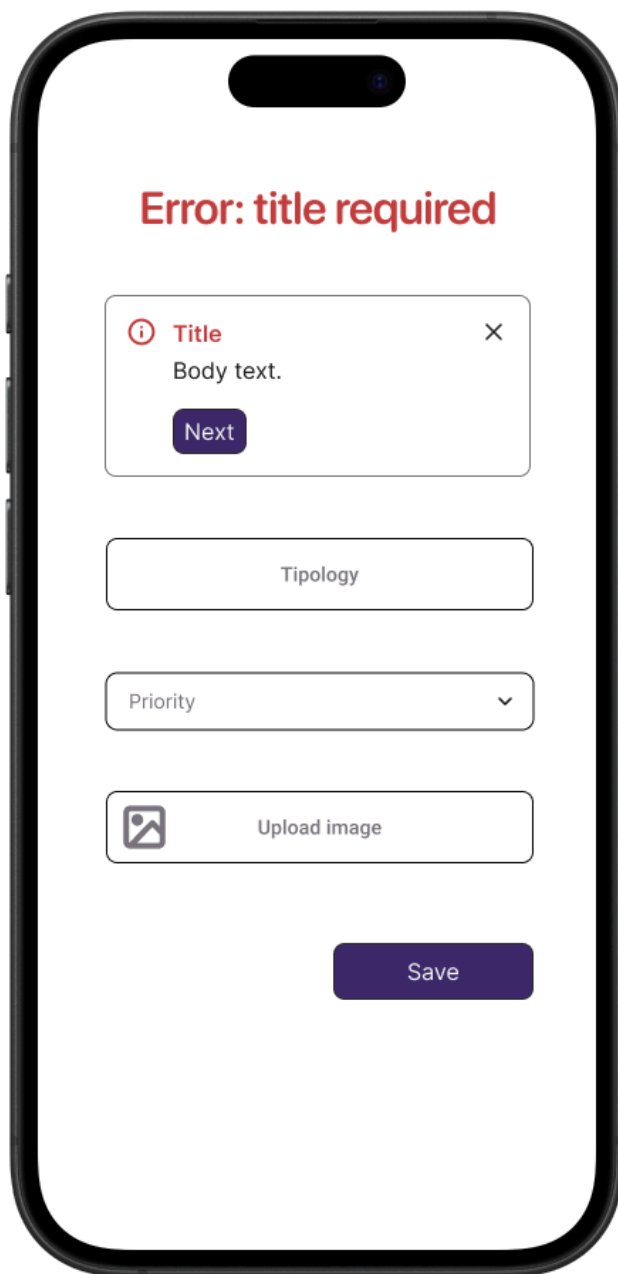 Error: title required
Title
Body text.
Next
Tipology
Priority
Upload image
Save